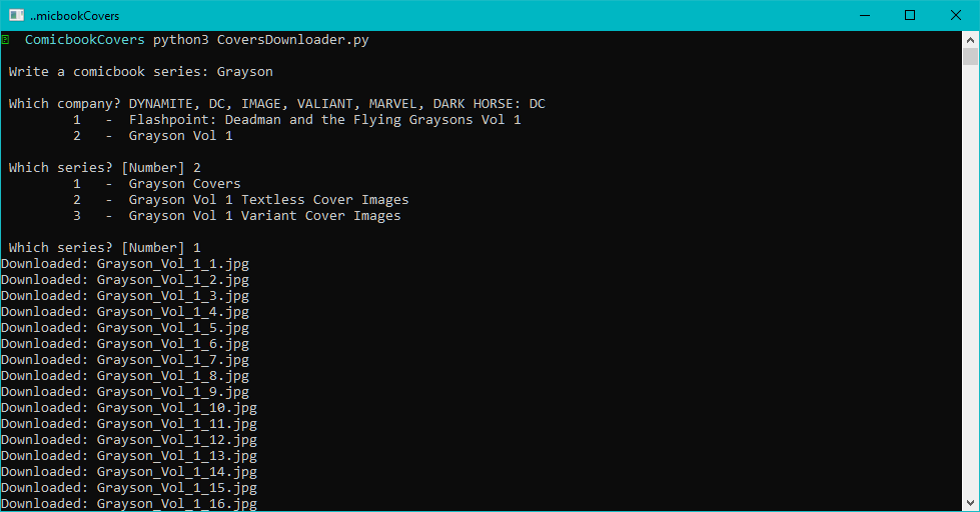 ..micbookCovers
ComicbookCovers python3 CoversDownloader.py
Write a comicbook series: Grayson
Which company? DYNAMITE, DC, IMAGE, VALIANT, MARVEL, DARK HORSE: DC
1 - Flashpoint: Deadman and the Flying Graysons Vol 1
2 - Grayson Vol 1
Which series? [Number] 2
1 - Grayson Covers
2 - Grayson Vol 1 Textless Cover Images
3 - Grayson Vol 1 Variant Cover Images
Which series? [Number] 1
Downloaded: Grayson_Vol_1_1.jpg
Downloaded: Grayson_Vol_1_2.jpg
Downloaded: Grayson_Vol_1_3.jpg
Downloaded: Grayson_Vol_1_4.jpg
Downloaded: Grayson_Vol_1_5.jpg
Downloaded: Grayson_Vol_1_6.jpg
Downloaded: Grayson_Vol_1_7.jpg
Downloaded: Grayson_Vol_1_8.jpg
Downloaded: Grayson_Vol_1_9.jpg
Downloaded: Grayson_Vol_1_10.jpg
Downloaded: Grayson_Vol_1_11.jpg
Downloaded: Grayson_Vol_1_12.jpg
Downloaded: Grayson_Vol_1_13.jpg
Downloaded: Grayson_Vol_1_14.jpg
Downloaded: Grayson_Vol_1_15.jpg
Downloaded: Grayson_Vol_1_16.jpg